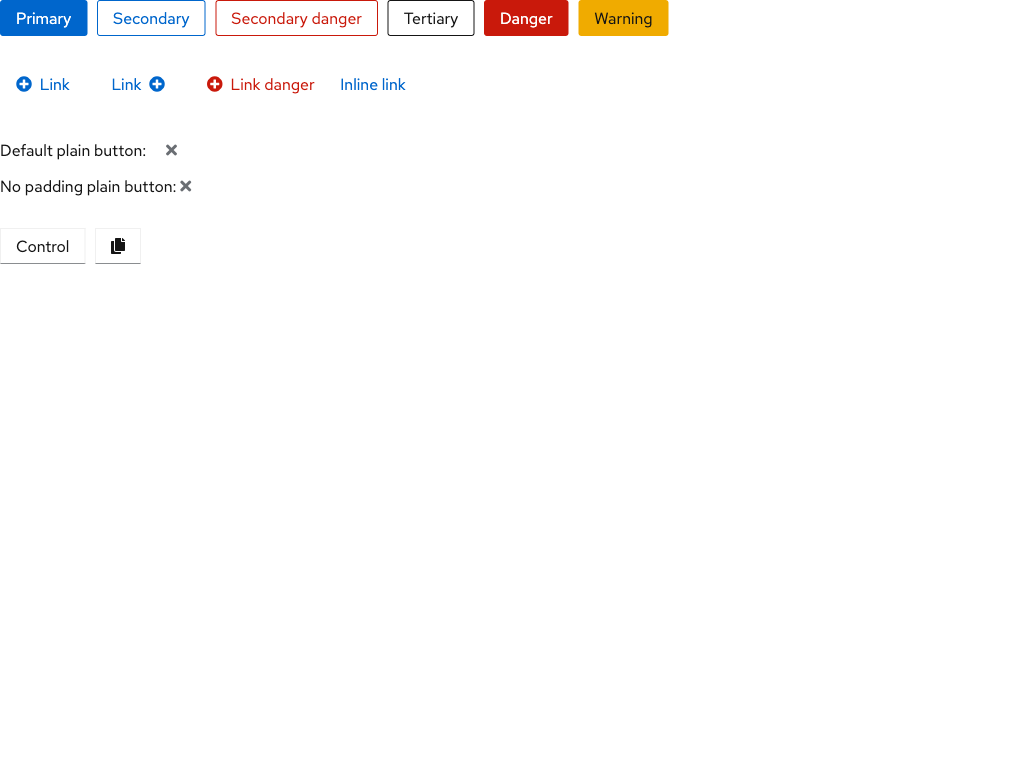 Primary Secondary Secondary danger Tertiary Danger Warning
Link Link Link danger Inline link
Default plain button:
No padding plain button:
Control